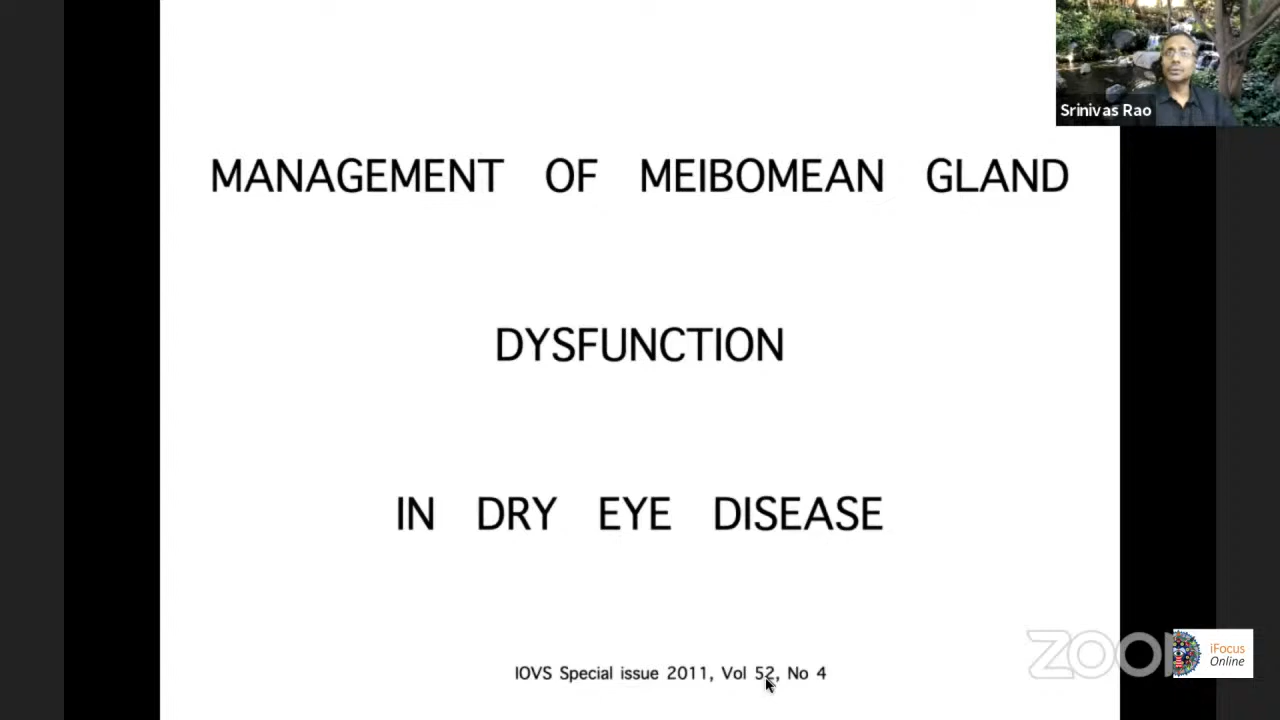 Srinivas Rao
MANAGEMENT OF MEIBOMEAN GLAND
DYSFUNCTION
IN DRY EYE DISEASE
IOVS Special issue 2011, Vol 52, No 4
ZOOM
iFocus
Online